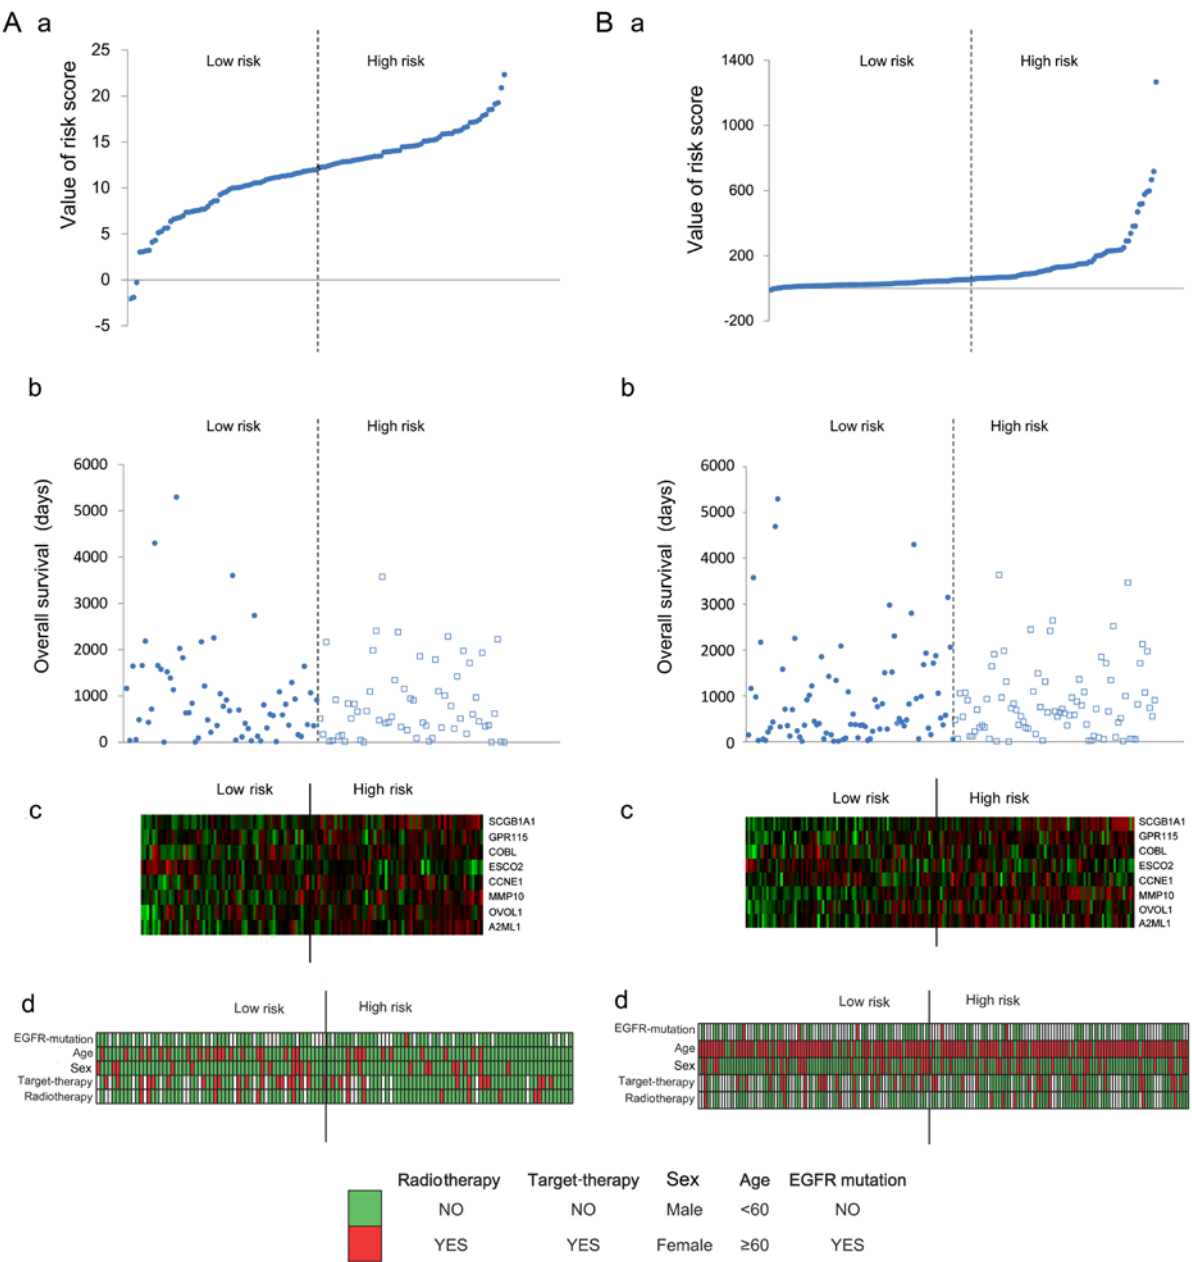 A a
Low risk
High risk
Value of risk score
25
20
15
10
5
0
-5
B a
Low risk
High risk
Value of risk score
1400
1000
600
200
-200
b
Low risk
High risk
Overall survival (days)
6000
5000
4000
3000
2000
1000
0
b
Low risk
High risk
Overall survival (days)
6000
5000
4000
3000
2000
1000
0
c
Low risk
High risk
SCGB1A1
GPR115
COBL
ESCO2
CCNE1
MMP10
OVOL1
A2ML1
c
Low risk
High risk
SCGB1A1
GPR115
COBL
ESCO2
CCNE1
MMP10
OVOL1
A2ML1
d
Low risk
High risk
EGFR-mutation
Age
Sex
Target-therapy
Radiotherapy
d
Low risk
High risk
EGFR-mutation
Age
Sex
Target-therapy
Radiotherapy
Radiotherapy Target-therapy Sex Age EGFR mutation
NO NO Male <60 NO
YES YES Female ≥60 YES